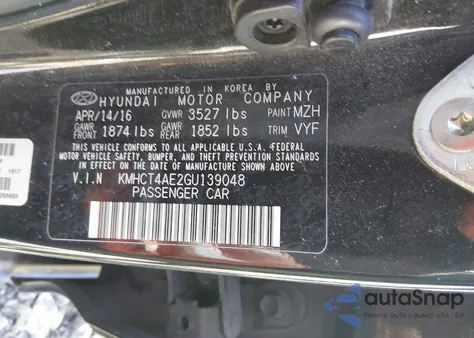 MANUFACTURED IN KOREA BY
HYUNDAI MOTOR COMPANY
APR/14/16 GVWR 3527 lbs PAINT MZH
GAWR FRONT 1874 lbs GAWR REAR 1852 lbs TRIM VYF
THIS VEHICLE CONFORMS TO ALL APPLICABLE U.S.A. FEDERAL
MOTOR VEHICLE SAFETY, BUMPER, AND THEFT PREVENTION
STANDARDS IN EFFECT ON THE DATE OF MANUFACTURE SHOWN ABOVE
V.I.N KMHCT4AE2GU139048
PASSENGER CAR
autoSnap